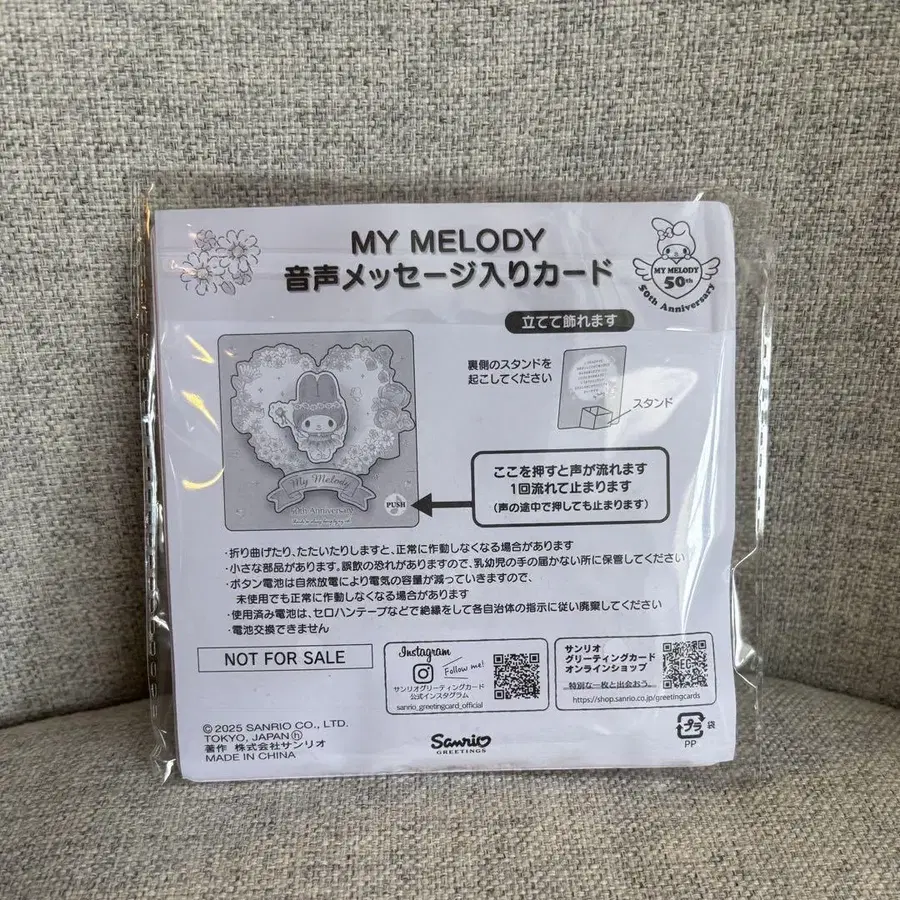 MY MELODY
音声メッセージ入りカード
MY MELODY
50th
50th Anniversary
立てて飾れます
裏側のスタンドを
起こしてください
スタンド
ここを押すと声が流れます
1回流れて止まります
(声の途中で押しても止まります)
My Melody
50th Anniversary
PUSH
・折り曲げたり、たたいたりしますと、正常に作動しなくなる場合があります
・小さな部品があります。誤飲の恐れがありますので、乳幼児の手の届かない所に保管してください
・ボタン電池は自然放電により電気の容量が減っていきますので、
未使用でも正常に作動しなくなる場合があります
・使用済み電池は、セロハンテープなどで絶縁をして各自治体の指示に従い廃棄してください
・電池交換できません
NOT FOR SALE
Instagram
Follow me!
サンリオグリーティングカード
公式インスタグラム
sanrio_greetingcard_official
サンリオ
グリーティングカード
オンラインショップ
特別な一枚と出会おう。
https://shop.sanrio.co.jp/greetingcards
EC
©2025 SANRIO CO., LTD.
TOKYO, JAPAN ⓗ
著作 株式会社サンリオ
MADE IN CHINA
Sanrio
GREETINGS
プラ
袋
PP